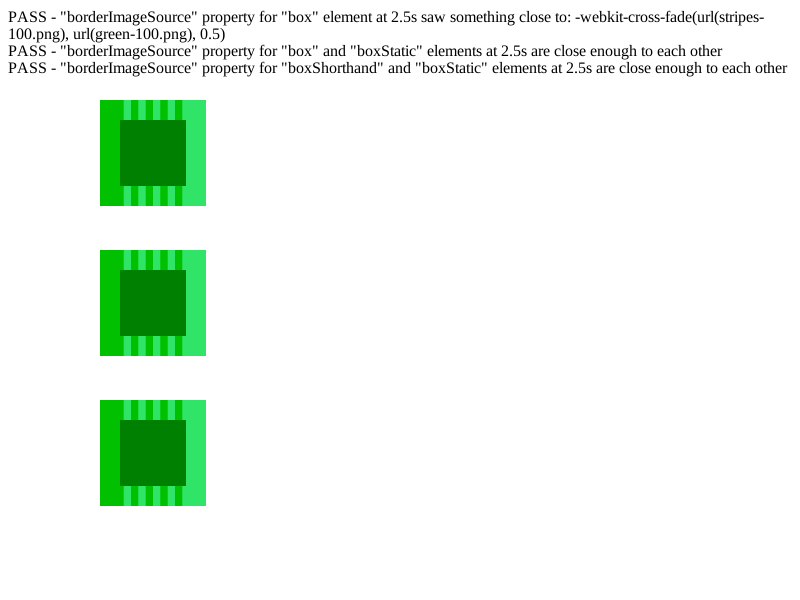 PASS - "borderImageSource" property for "box" element at 2.5s saw something close to: -webkit-cross-fade(url(stripes-
100.png), url(green-100.png), 0.5)
PASS - "borderImageSource" property for "box" and "boxStatic" elements at 2.5s are close enough to each other
PASS - "borderImageSource" property for "boxShorthand" and "boxStatic" elements at 2.5s are close enough to each other